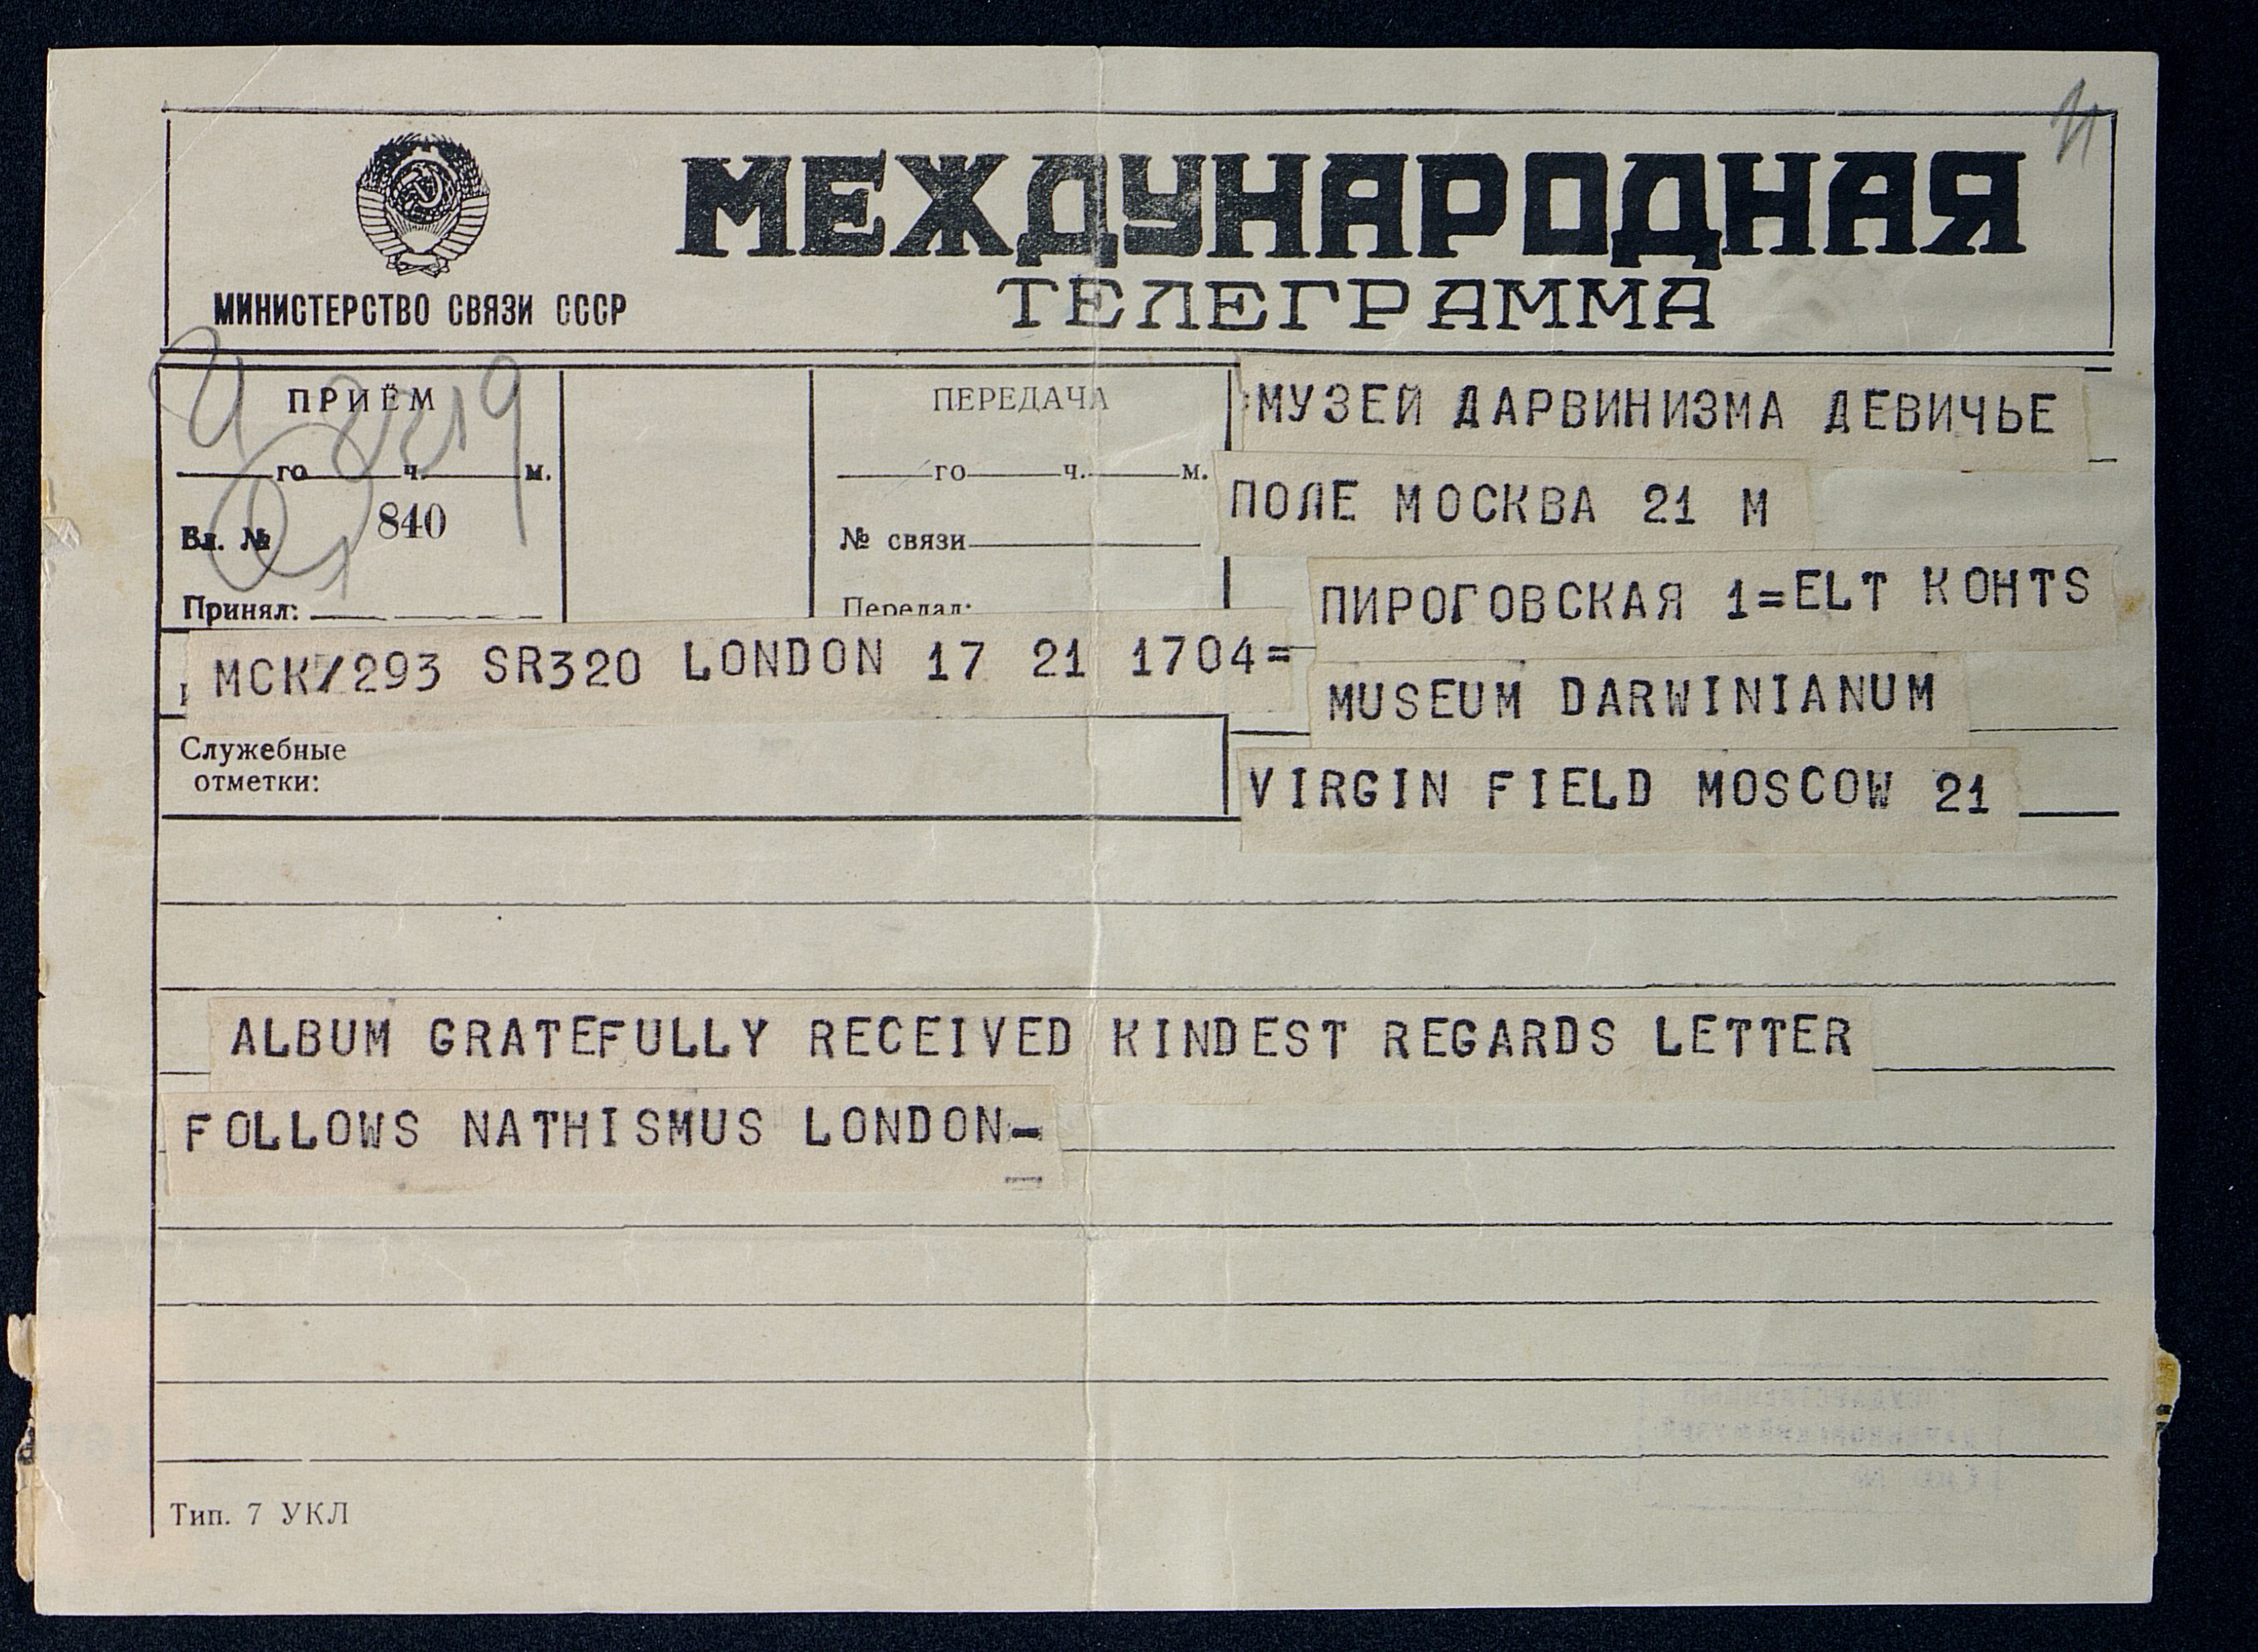 МЕЖДУНАРОДНАЯ
ТЕЛЕГРАММА
МИНИСТЕРСТВО СВЯЗИ СССР
ПРИЁМ
го ч. м.
Вл. № 840
Принял:
ПЕРЕДАЧА
го ч. м.
№ связи
Передал:
МУЗЕЙ ДАРВИНИЗМА ДЕВИЧЬЕ
ПОЛЕ МОСКВА 21 М
ПИРОГОВСКАЯ 1=ELT KOHTS
MUSEUM DARWINIANUM
VIRGIN FIELD MOSCOW 21
МСК/293 SR320 LONDON 17 21 1704=
Служебные
отметки:
ALBUM GRATEFULLY RECEIVED KINDEST REGARDS LETTER
FOLLOWS NATHISMUS LONDON-
Тип. 7 УКЛ